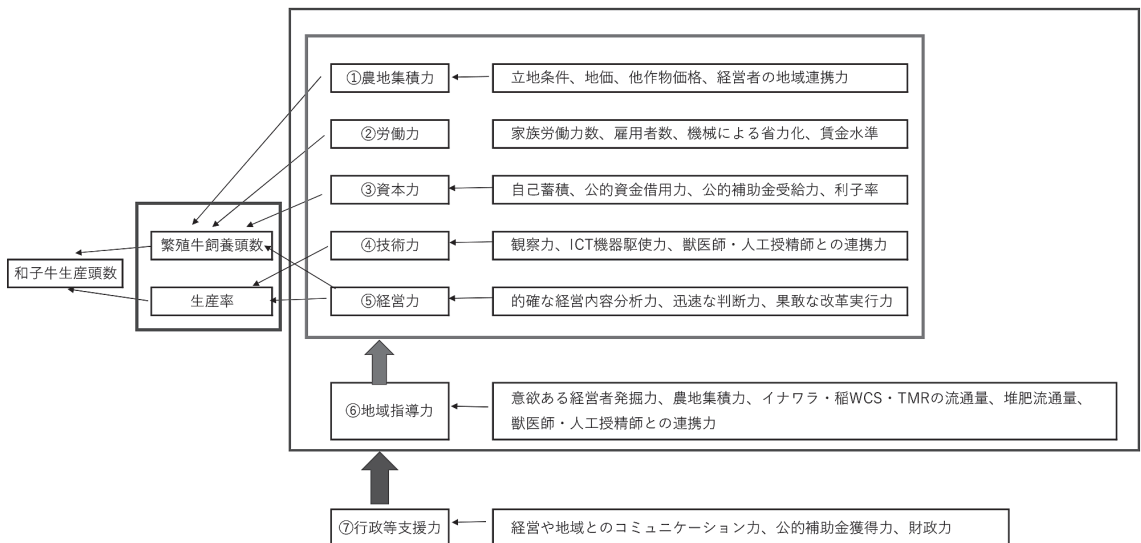 ①農地集積力
立地条件、地価、他作物価格、経営者の地域連携力
②労働力
家族労働力数、雇用者数、機械による省力化、賃金水準
③資本力
自己蓄積、公的資金借用力、公的補助金受給力、利子率
繁殖牛飼養頭数
④技術力
観察力、ICT機器駆使力、獣医師・人工授精師との連携力
和子牛生産頭数
生産率
⑤経営力
的確な経営内容分析力、迅速な判断力、果敢な改革実行力
⑥地域指導力
意欲ある経営者発掘力、農地集積力、イナワラ・稲WCS・TMRの流通量、堆肥流通量、
獣医師・人工授精師との連携力
⑦行政等支援力
経営や地域とのコミュニケーション力、公的補助金獲得力、財政力